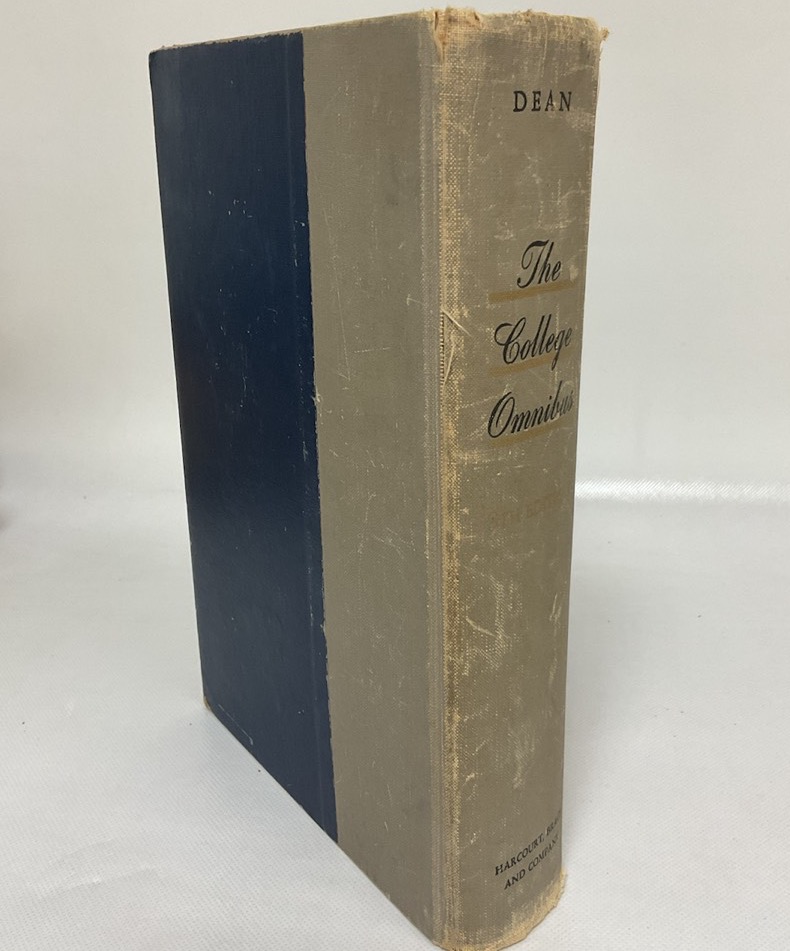 DEAN
The
College
Omnibus
HARCOURT,
AND COMPANY